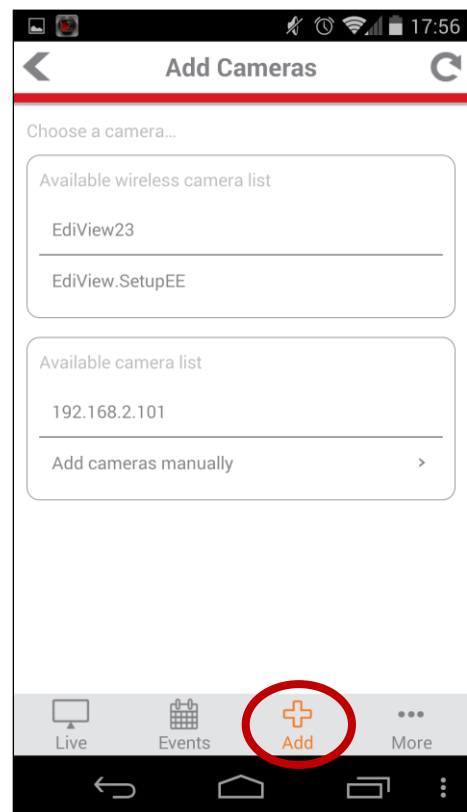 17:56
Add Cameras
Choose a camera...
Available wireless camera list
EdiView23
EdiView.SetupEE
Available camera list
192.168.2.101
Add cameras manually
Live Events Add More